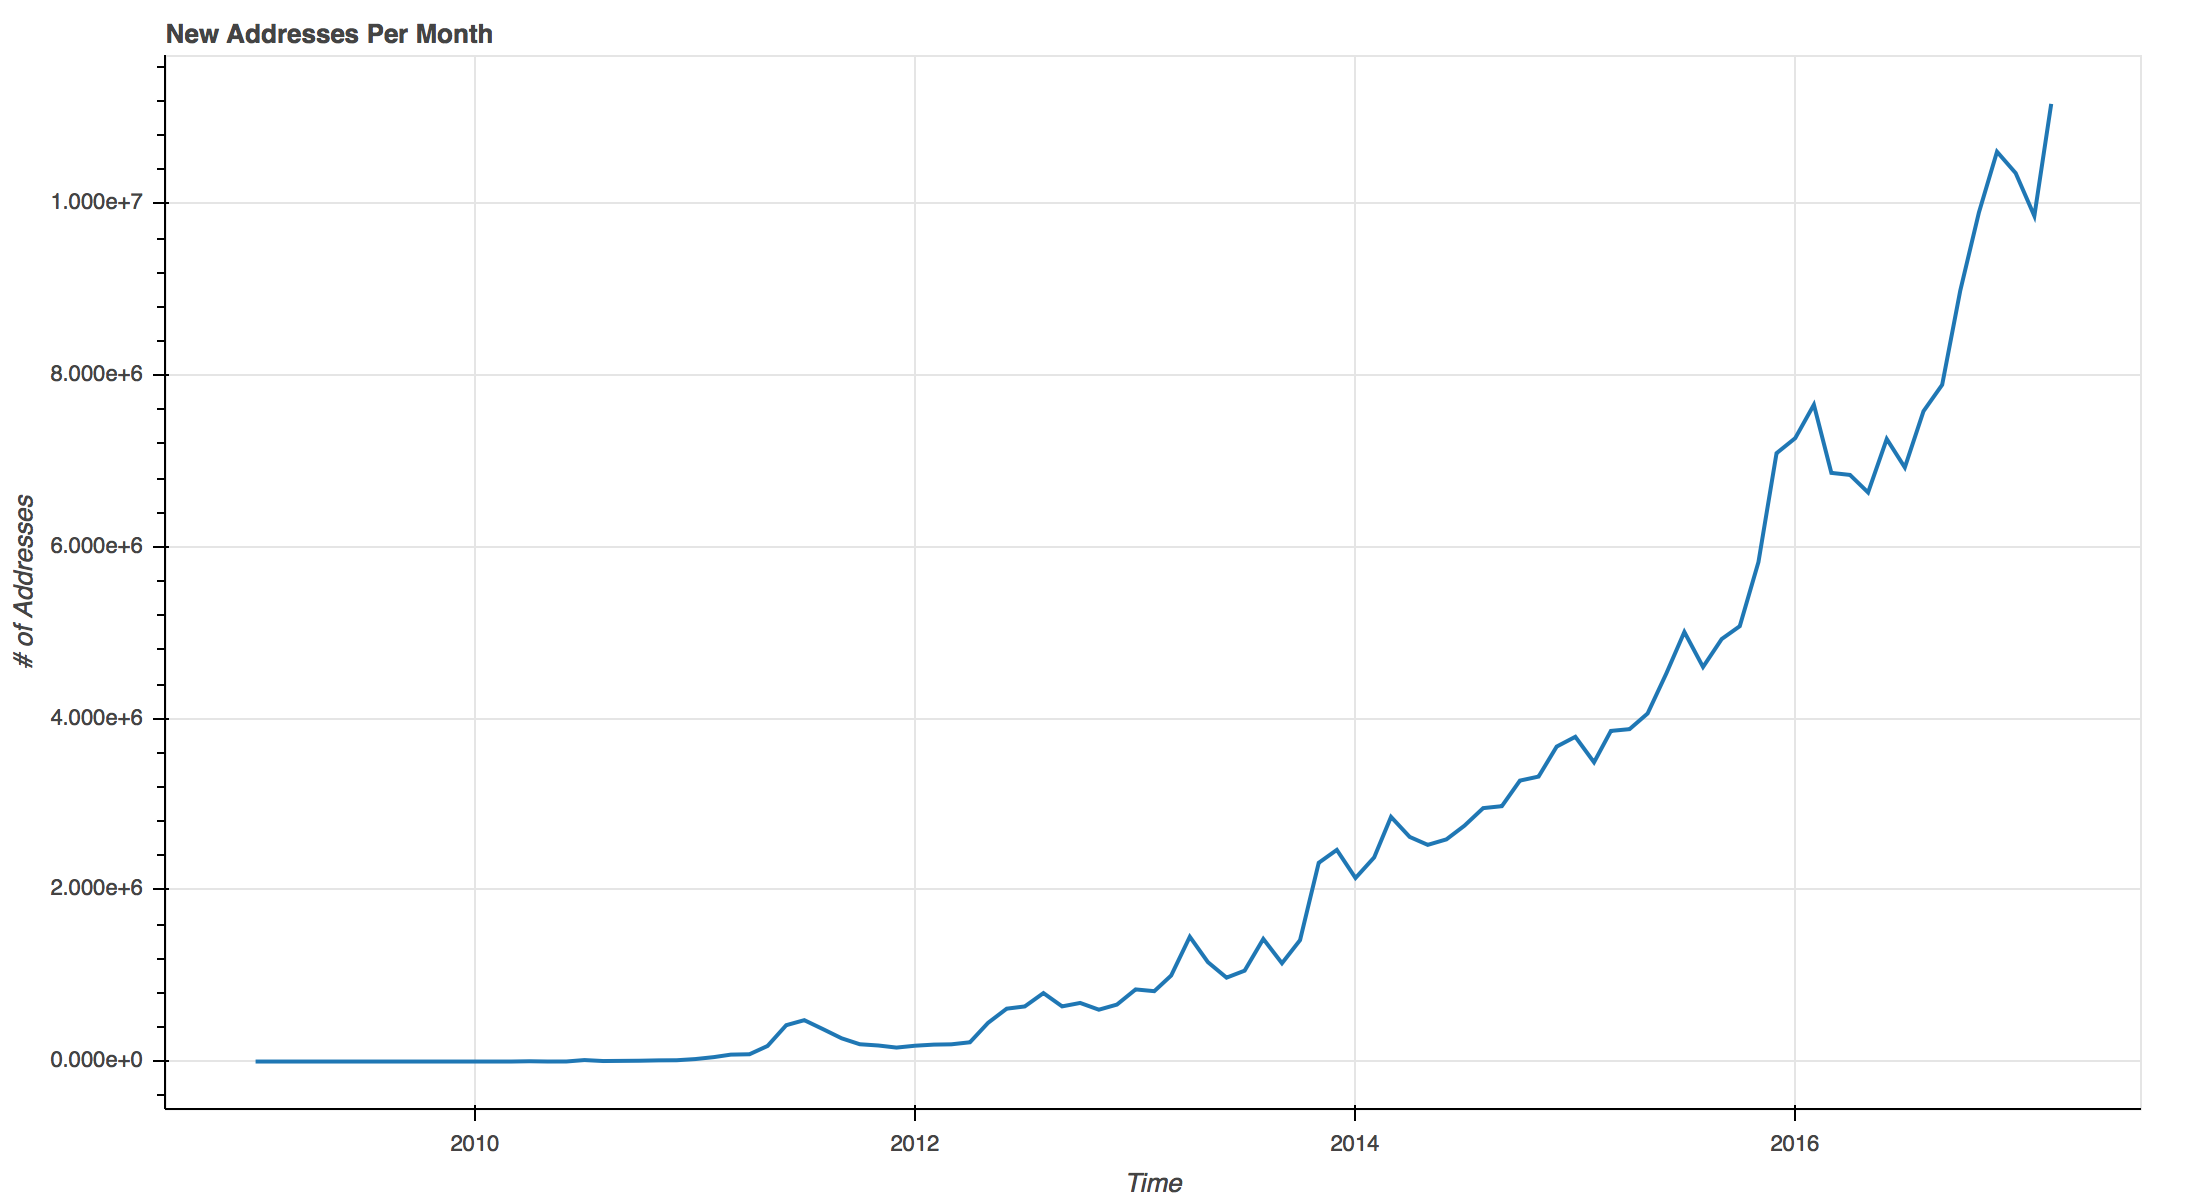 New Addresses Per Month
# of Addresses
1.000e+7
8.000e+6
6.000e+6
4.000e+6
2.000e+6
0.000e+0
2010 2012 2014 2016
Time